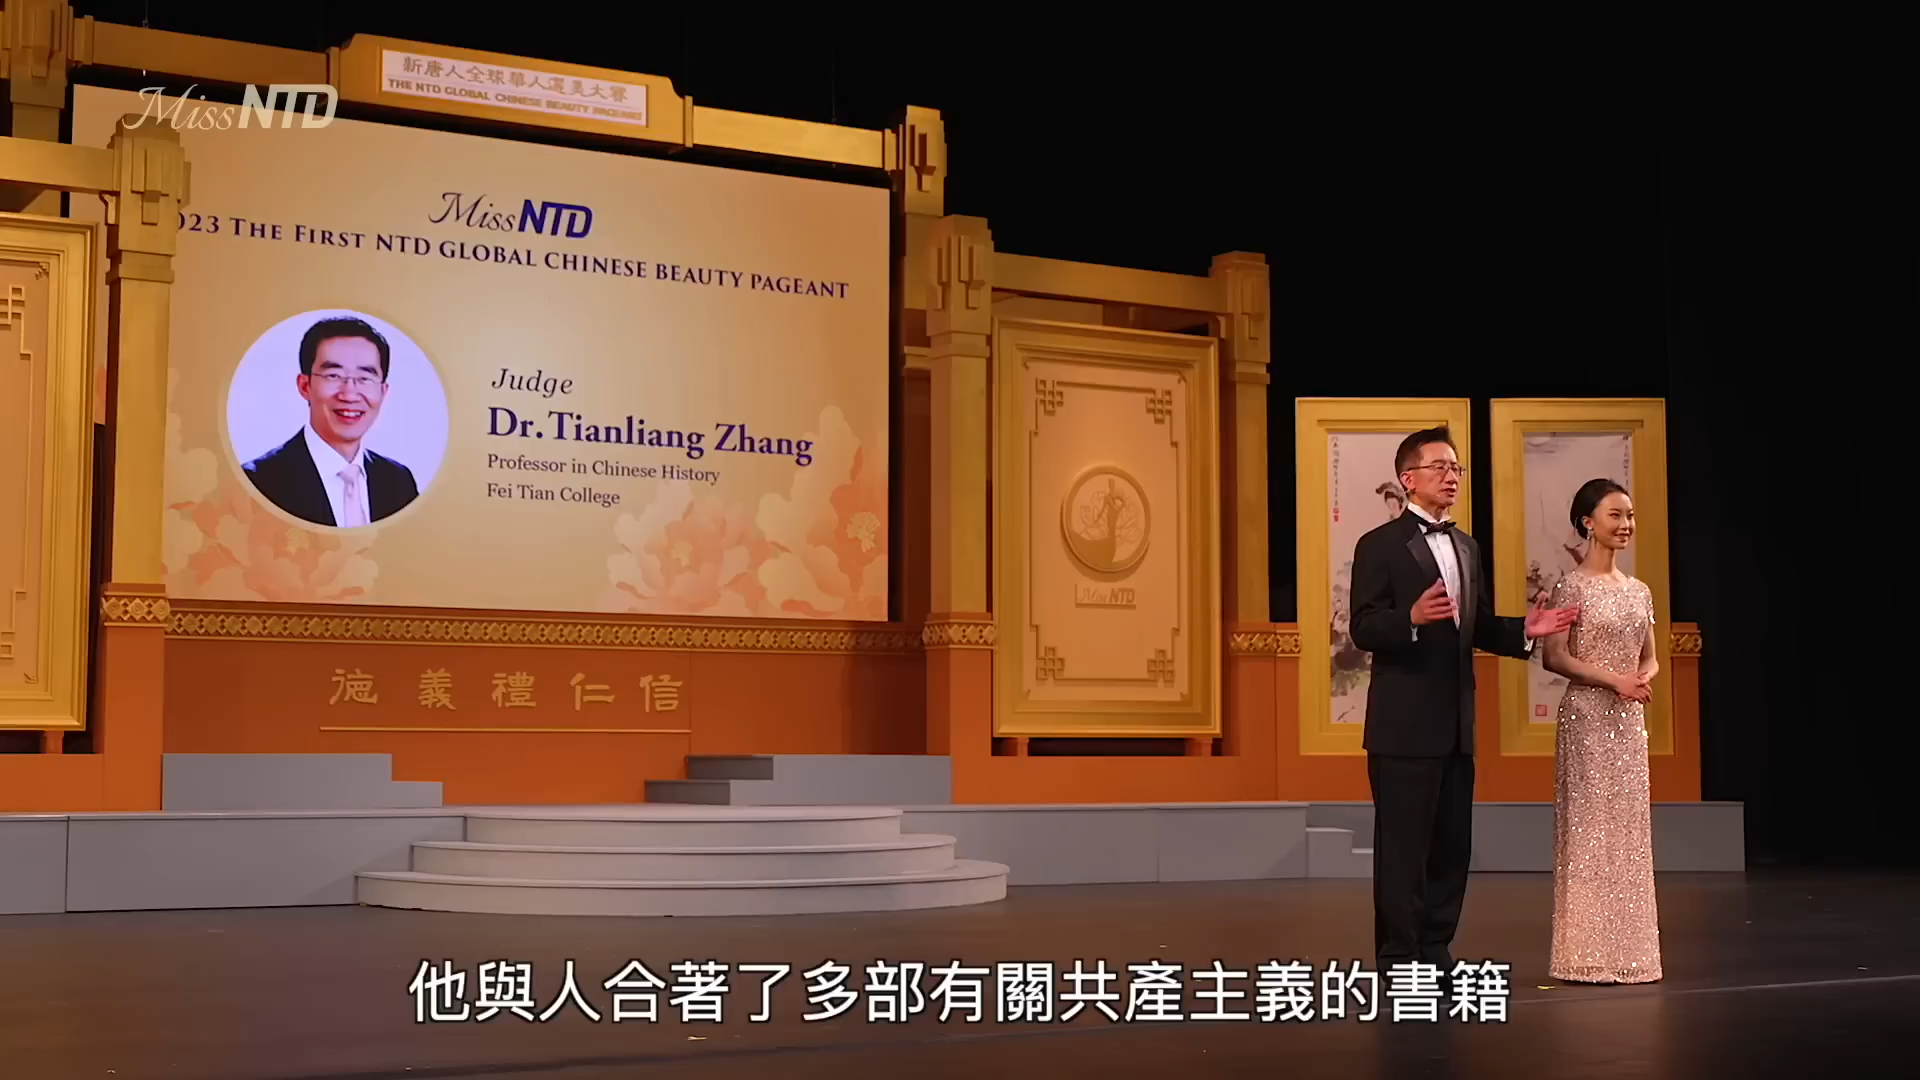 Miss NTD
新唐人全球華人選美大賽
THE NTD GLOBAL CHINESE BEAUTY PAGEANT
Miss NTD
023 THE FIRST NTD GLOBAL CHINESE BEAUTY PAGEANT
Judge
Dr. Tianliang Zhang
Professor in Chinese History
Fei Tian College
Miss NTD
德義禮仁信
他與人合著了多部有關共產主義的書籍